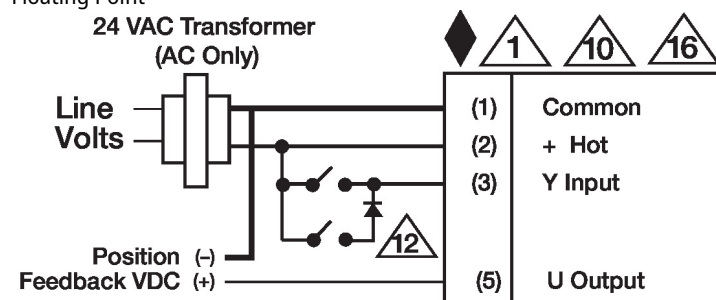 Floating Point
24 VAC Transformer
(AC Only)
1
10
16
Line
Volts
(1) Common
(2) + Hot
(3) Y Input
12
Position (–)
Feedback VDC (+)
(5) U Output